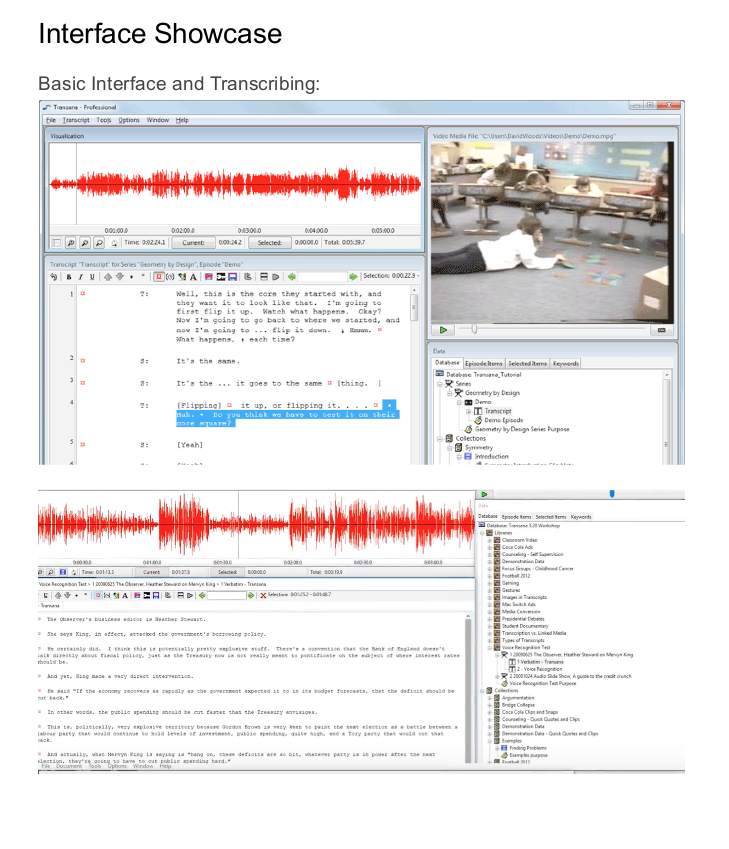 Interface Showcase
Basic Interface and Transcribing:
Transana - Professional
File Transcript Tools Options Window Help
Visualization
0:01:00.0 0:02:00.0 0:03:00.0 0:04:00.0 0:05:00.0
Time: 0:02:24.1 Current: 0:00:24.2 Selected: 0:00:00.0 Total: 0:05:39.7
Transcript "Transcript" for Series "Geometry by Design", Episode "Demo"
B I U Selection: 0:00:22.9 -
1 T: Well, this is the core they started with, and
they want it to look like that. I'm going to
first flip it up. Watch what happens. Okay?
Now I'm going to go back to where we started, and
now I'm going to ... flip it down. ↓ Hmmm. ¤
What happens, ↑ each time?
2 ¤ S: It's the same.
3 ¤ S: It's the ... it goes to the same ¤ [thing. ]
4 T: [Flipping] ¤ it up, or flipping it. . . . ¤
Huh. Do you think we have to test it on their
core square?
5 ¤ S: [Yeah]
6
Video Media File: "C:\Users\DavidWoods\Videos\Demo\Demo.mpg"
Data
Database Episode Items Selected Items Keywords
Database: Transana_Tutorial
Series
Geometry by Design
Demo
Transcript
Demo Episode
Geometry by Design Series Purpose
Collections
Symmetry
Introduction
0:00:30.0 0:01:00.0 0:01:30.0 0:02:00.0 0:02:30.0 0:03:00.0
Time: 0:01:13.3 Current: 0:01:37.8 Selected: 0:00:00.0 Total: 0:03:19.9
Voice Recognition Test > 1 20090623 The Observer, Heather Steward on Mervyn King > 1 Verbatim - Transana
U A Selection: 0:01:25.2 - 0:01:48.7
Transana
¤ The Observer's business editor is Heather Stewart.
¤ She says King, in effect, attacked the government's borrowing policy.
¤ He certainly did. I think this is potentially pretty explosive stuff. There's a convention that the Bank of England doesn't
talk directly about fiscal policy, just as the Treasury now is not really meant to pontificate on the subject of where interest rates
should be.
¤ And yet, King made a very direct intervention.
¤ He said "If the economy recovers as rapidly as the government expected it to in its budget forecasts, that the deficit should be
cut back."
¤ In other words, the public spending should be cut faster than the Treasury envisages.
¤ This is, politically, very explosive territory because Gordon Brown is very keen to paint the next election as a battle between a
labour party that would continue to hold levels of investment, public spending, quite high, and a Tory party that would cut that
back.
¤ And actually, what Mervyn King is saying is "hang on, these deficits are so big, whatever party is in power after the next
election, they're going to have to cut public spending hard."
File Document Tools Options Window Help
Data
Database Episode Items Selected Items Keywords
Database: Transana 3.20 Workshop
Libraries
Classroom Video
Coca Cola Ads
Counseling - Self Supervision
Demonstration Data
Focus Groups - Childhood Cancer
Football 2012
Gaming
Gestures
Images in Transcripts
Mac Switch Ads
Media Conversion
Presidential Debates
Student Documentary
Transcription vs. Linked Media
Types of Transcripts
Voice Recognition Test
1 20090623 The Observer, Heather Steward on Mervyn King
1 Verbatim - Transana
2 - Voice Recognition
2 20081024 Audio Slide Show, A guide to the credit crunch
Voice Recognition Test Purpose
Collections
Argumentation
Bridge Collapse
Coca Cola Clips and Snaps
Counseling - Quick Quotes and Clips
Demonstration Data
Demonstration Data - Quick Quotes and Clips
Examples
Finding Problems
Examples purpose